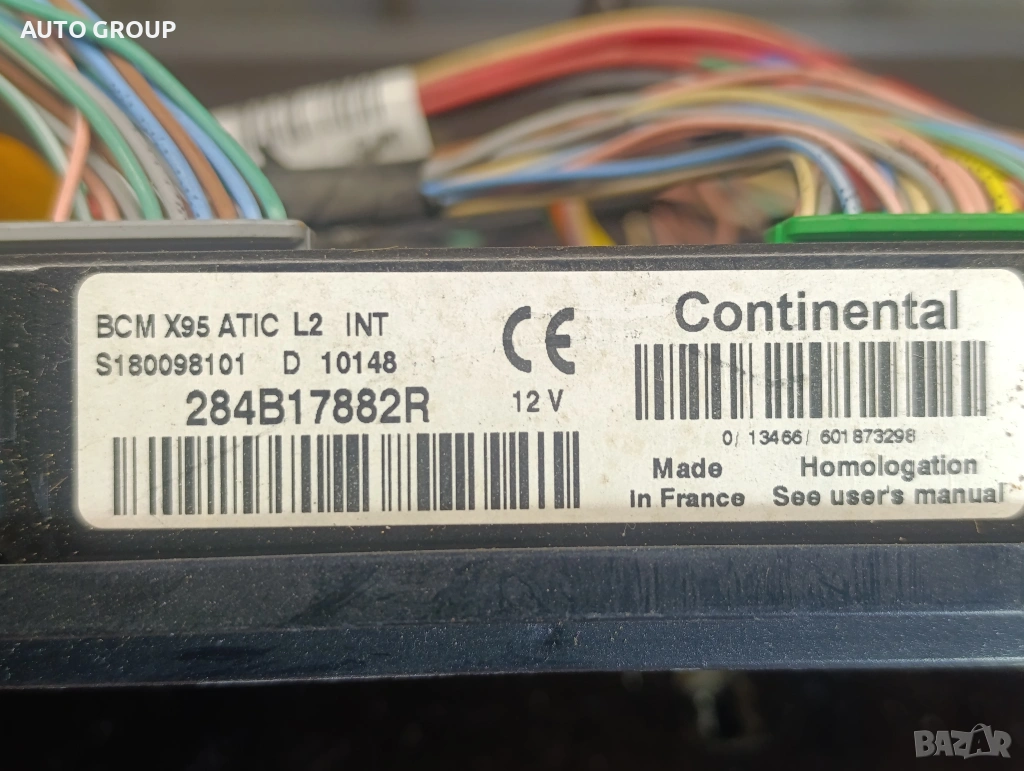 AUTO GROUP
BCM X95 ATIC L2 INT
S180098101 D 10148
284B17882R
12 V
CE
Continental
0/ 13466/ 601873298
Made
in France
Homologation
See user's manual
BAZAR